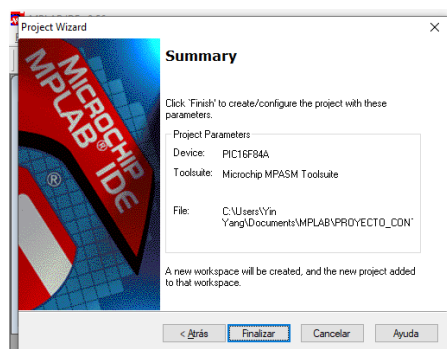 Project Wizard
MICROCHIP
MPLAB® IDE
®
Summary
Click 'Finish' to create/configure the project with these
parameters.
Project Parameters
Device: PIC16F84A
Toolsuite: Microchip MPASM Toolsuite
File: C:\Users\Yin
Yang\Documents\MPLAB\PROYECTO_CON
A new workspace will be created, and the new project added
to that workspace.
< Atrás Finalizar Cancelar Ayuda